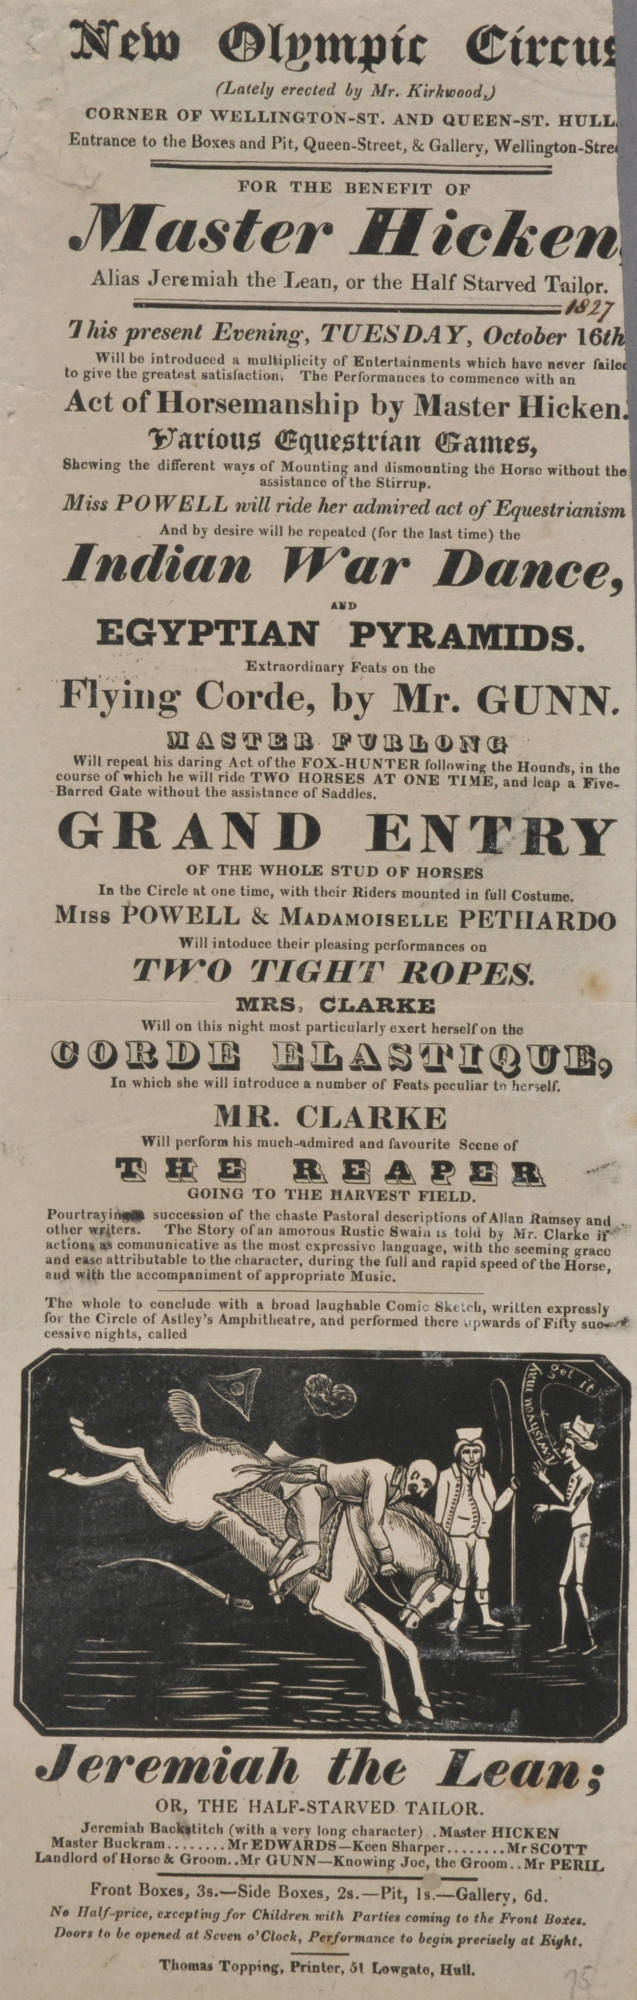 New Olympic Circus
(Lately erected by Mr. Kirkwood,)
CORNER OF WELLINGTON-ST. AND QUEEN-ST. HULL.
Entrance to the Boxes and Pit, Queen-Street, & Gallery, Wellington-Stree
FOR THE BENEFIT OF
Master Hicken,
Alias Jeremiah the Lean, or the Half Starved Tailor.
1827
This present Evening, TUESDAY, October 16th
Will be introduced a multiplicity of Entertainments which have never failed
to give the greatest satisfaction. The Performances to commence with an
Act of Horsemanship by Master Hicken.
Various Equestrian Games,
Shewing the different ways of Mounting and dismounting the Horse without the
assistance of the Stirrup.
Miss POWELL will ride her admired act of Equestrianism
And by desire will be repeated (for the last time) the
Indian War Dance,
AND
EGYPTIAN PYRAMIDS.
Extraordinary Feats on the
Flying Corde, by Mr. GUNN.
MASTER FURLONG
Will repeat his daring Act of the FOX-HUNTER following the Hounds, in the
course of which he will ride TWO HORSES AT ONE TIME, and leap a Five-
Barred Gate without the assistance of Saddles.
GRAND ENTRY
OF THE WHOLE STUD OF HORSES
In the Circle at one time, with their Riders mounted in full Costume.
Miss POWELL & MADAMOISELLE PETHARDO
Will intoduce their pleasing performances on
TWO TIGHT ROPES.
MRS, CLARKE
Will on this night most particularly exert herself on the
CORDE ELASTIQUE,
In which she will introduce a number of Feats peculiar to herself.
MR. CLARKE
Will perform his much-admired and favourite Scene of
THE REAPER
GOING TO THE HARVEST FIELD.
Pourtraying succession of the chaste Pastoral descriptions of Allan Ramsey and
other writers. The Story of an amorous Rustic Swain is told by Mr. Clarke if
actions as communicative as the most expressive language, with the seeming grace
and ease attributable to the character, during the full and rapid speed of the Horse,
and with the accompaniment of appropriate Music.
The whole to conclude with a broad laughable Comic Sketch, written expressly
for the Circle of Astley's Amphitheatre, and performed there upwards of Fifty suc-
cessive nights, called
I wish you may get it
Jeremiah the Lean;
OR, THE HALF-STARVED TAILOR.
Jeremiah Backstitch (with a very long character)..Master HICKEN
Master Buckram........Mr EDWARDS—Keen Sharper........Mr SCOTT
Landlord of Horse & Groom..Mr GUNN—Knowing Joe, the Groom..Mr PERIL
Front Boxes, 3s.—Side Boxes, 2s.—Pit, 1s.—Gallery, 6d.
No Half-price, excepting for Children with Parties coming to the Front Boxes.
Doors to be opened at Seven o'Clock, Performance to begin precisely at Eight.
Thomas Topping, Printer, 51 Lowgate, Hull.